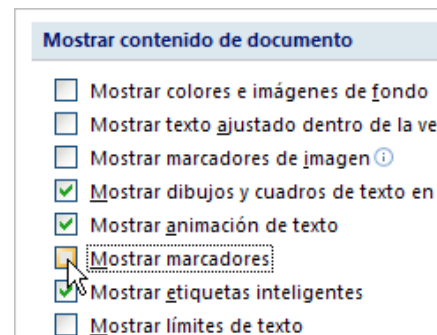 Mostrar contenido de documento
Mostrar colores e imágenes de fondo
Mostrar texto ajustado dentro de la ve
Mostrar marcadores de imagen
Mostrar dibujos y cuadros de texto en
Mostrar animación de texto
Mostrar marcadores
Mostrar etiquetas inteligentes
Mostrar límites de texto